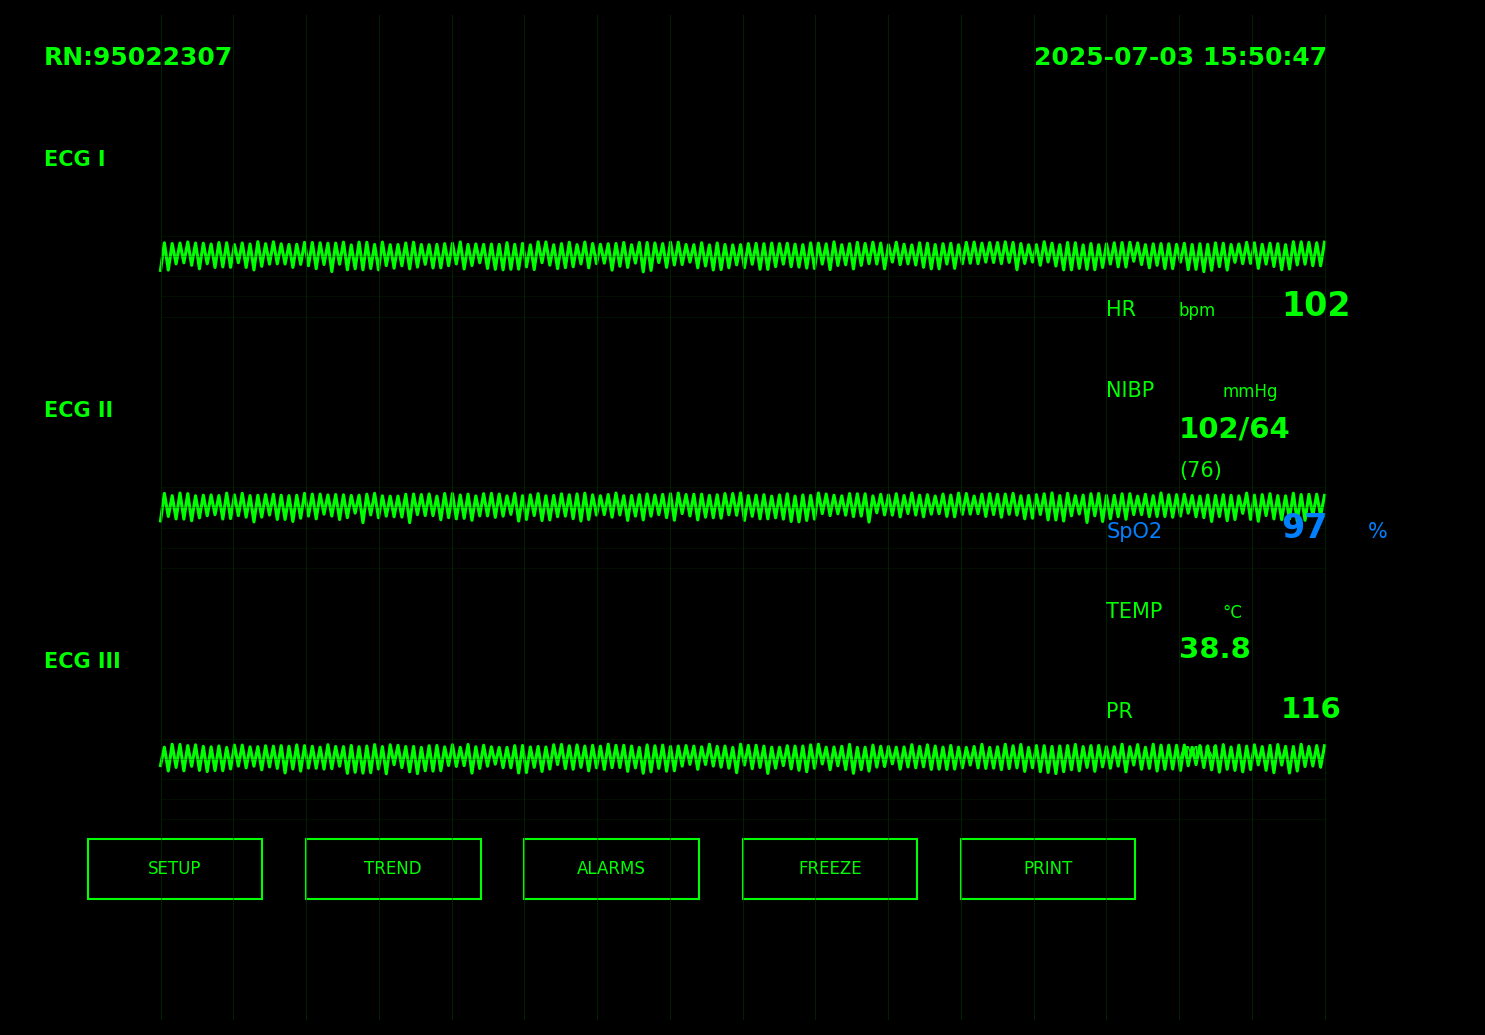 RN:95022307
2025-07-03 15:50:47
ECG I
HR bpm 102
NIBP mmHg
ECG II
102/64
(76)
SpO2 97 %
TEMP °C
38.8
ECG III
PR 116
SETUP TREND ALARMS FREEZE PRINT